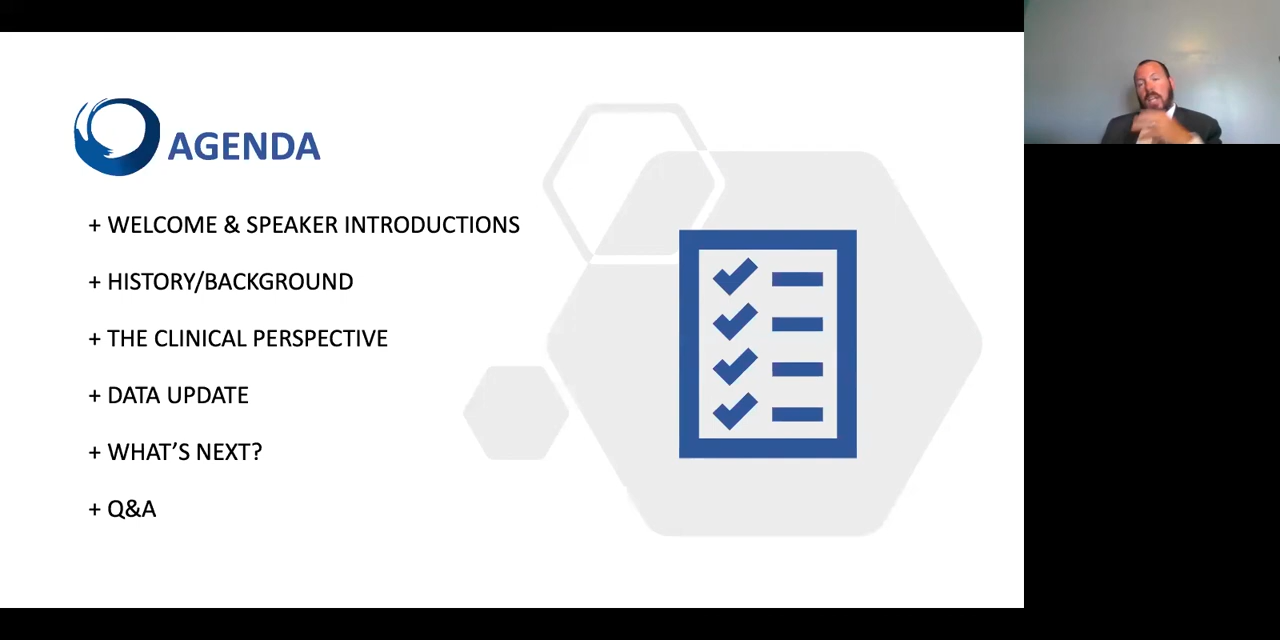 AGENDA
+ WELCOME & SPEAKER INTRODUCTIONS
+ HISTORY/BACKGROUND
+ THE CLINICAL PERSPECTIVE
+ DATA UPDATE
+ WHAT’S NEXT?
+ Q&A